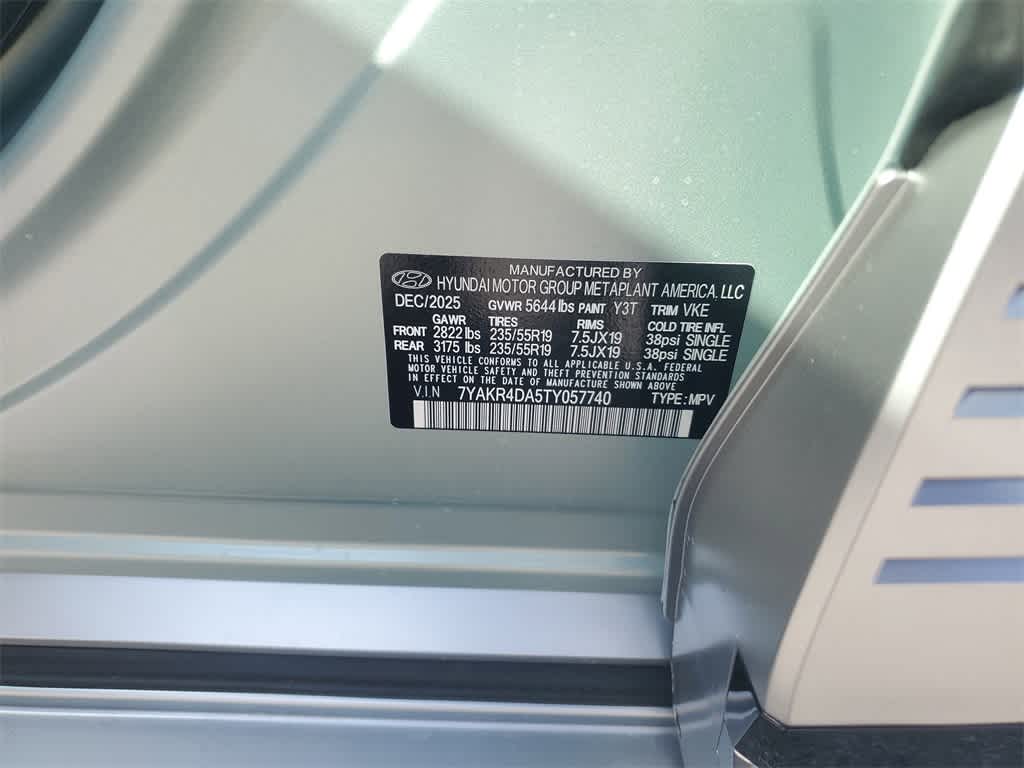 MANUFACTURED BY
HYUNDAI MOTOR GROUP METAPLANT AMERICA. LLC
DEC/2025 GVWR 5644 lbs PAINT Y3T TRIM VKE
GAWR TIRES RIMS COLD TIRE INFL
FRONT 2822 lbs 235/55R19 7.5JX19 38psi SINGLE
REAR 3175 lbs 235/55R19 7.5JX19 38psi SINGLE
THIS VEHICLE CONFORMS TO ALL APPLICABLE U.S.A. FEDERAL
MOTOR VEHICLE SAFETY AND THEFT PREVENTION STANDARDS
IN EFFECT ON THE DATE OF MANUFACTURE SHOWN ABOVE
V.I.N 7YAKR4DA5TY057740 TYPE : MPV